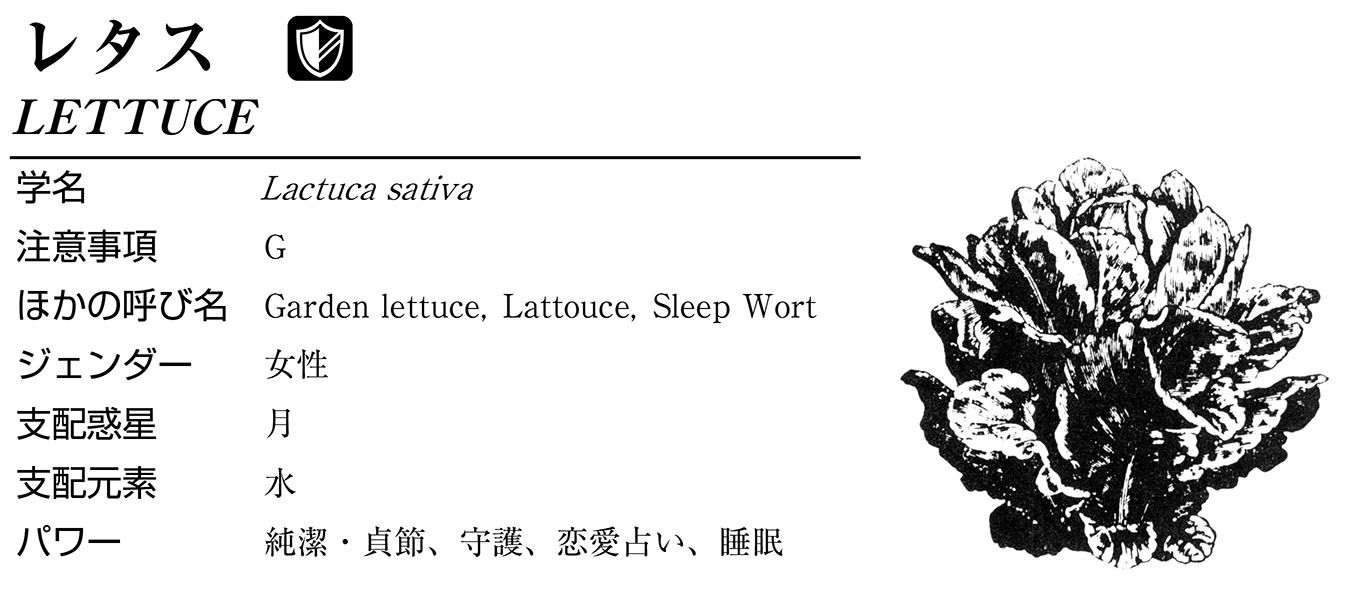 レタス
LETTUCE
学名 Lactuca sativa
注意事項 G
ほかの呼び名 Garden lettuce, Lattouce, Sleep Wort
ジェンダー 女性
支配惑星 月
支配元素 水
パワー 純潔・貞節、守護、恋愛占い、睡眠